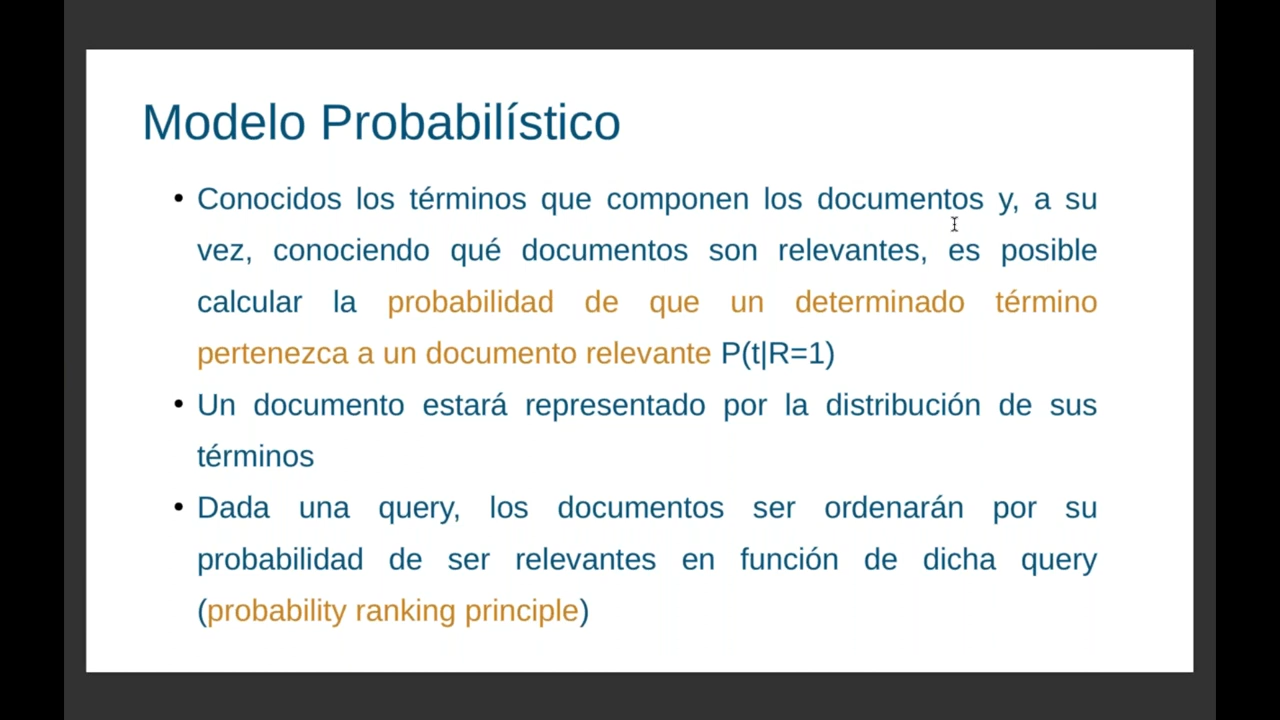 Modelo Probabilístico
• Conocidos los términos que componen los documentos y, a su
vez, conociendo qué documentos son relevantes, es posible
calcular la probabilidad de que un determinado término
pertenezca a un documento relevante P(t|R=1)
• Un documento estará representado por la distribución de sus
términos
• Dada una query, los documentos ser ordenarán por su
probabilidad de ser relevantes en función de dicha query
(probability ranking principle)